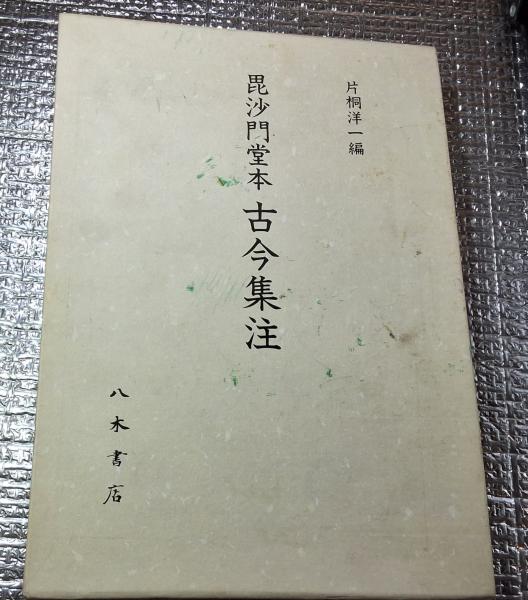 片桐洋一編
毘沙門堂本 古今集注
八木書店